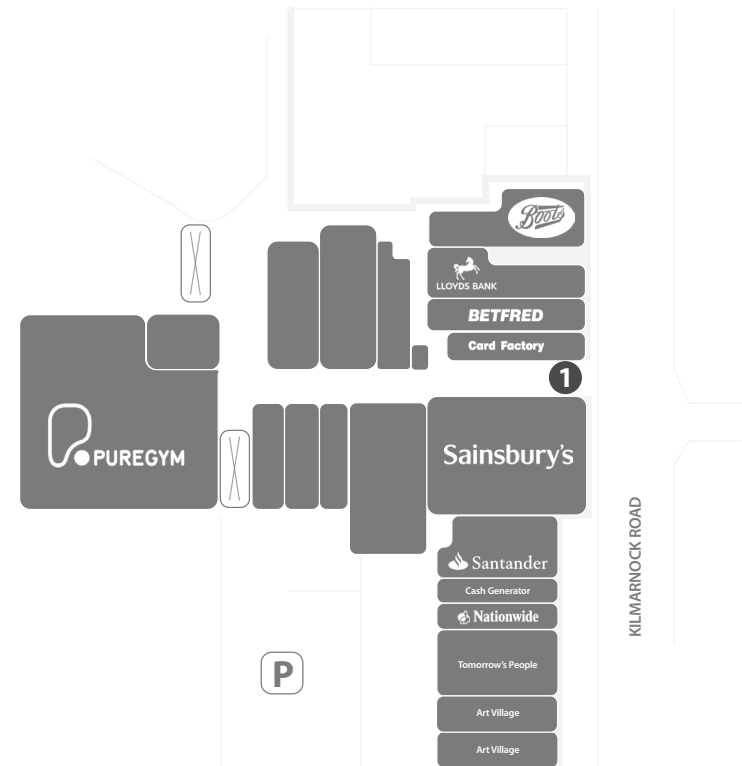 Boots
LLOYDS BANK
BETFRED
Card Factory
1
PUREGYM
Sainsbury's
KILMARNOCK ROAD
Santander
Cash Generator
Nationwide
Tomorrow's People
P
Art Village
Art Village